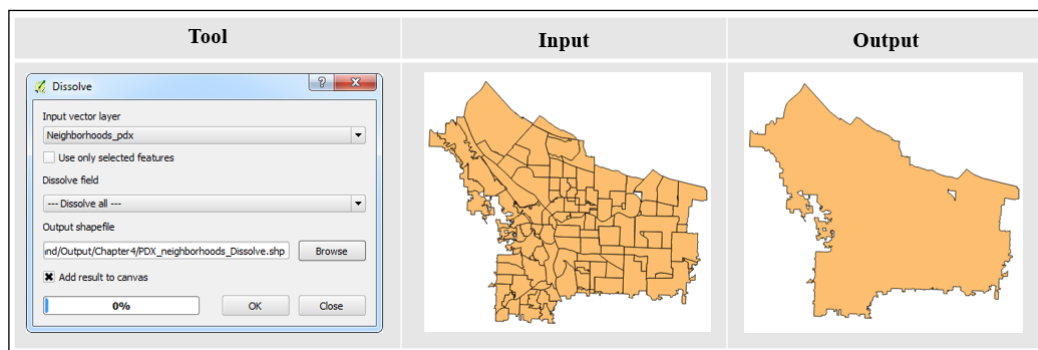 Tool
Input
Output
Dissolve
?
Input vector layer
Neighborhoods_pdx
Use only selected features
Dissolve field
--- Dissolve all ---
Output shapefile
ınd/Output/Chapter4/PDX_neighborhoods_Dissolve.shp
Browse
Add result to canvas
0%
OK
Close